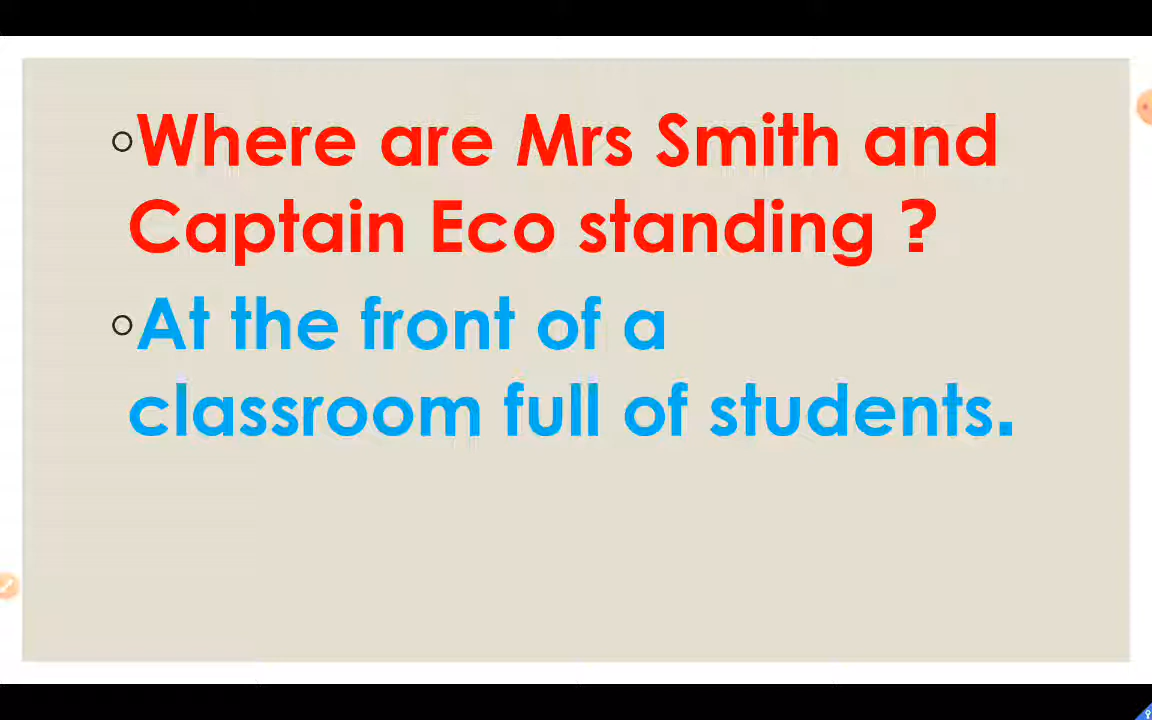 Where are Mrs Smith and
Captain Eco standing ?
At the front of a
classroom full of students.